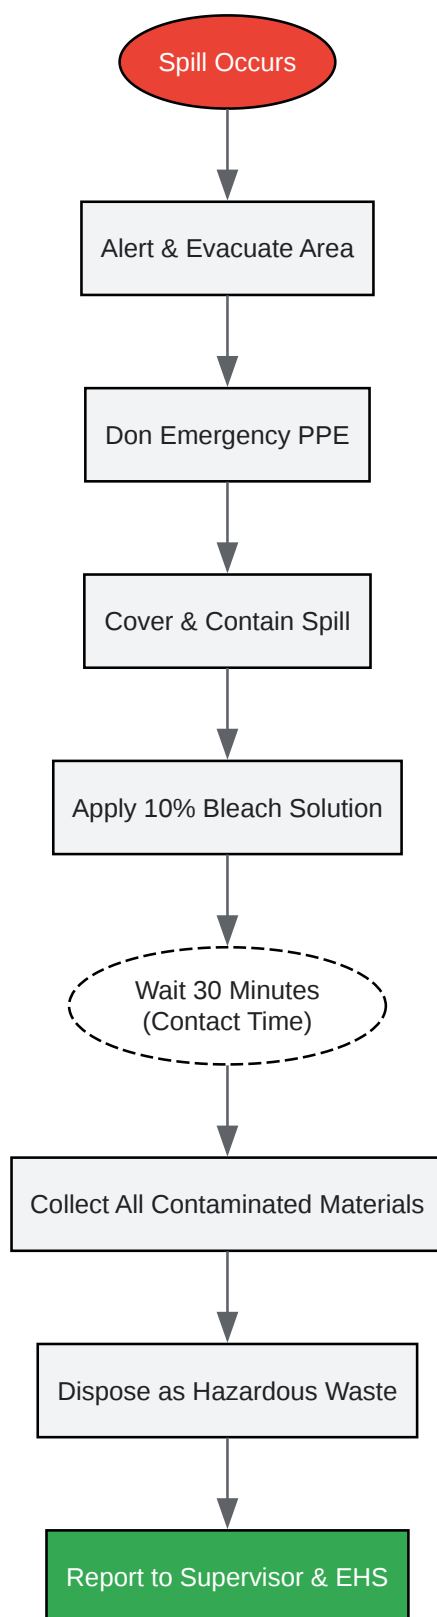 Spill Occurs
Alert & Evacuate Area
Don Emergency PPE
Cover & Contain Spill
Apply 10% Bleach Solution
Wait 30 Minutes
(Contact Time)
Collect All Contaminated Materials
Dispose as Hazardous Waste
Report to Supervisor & EHS